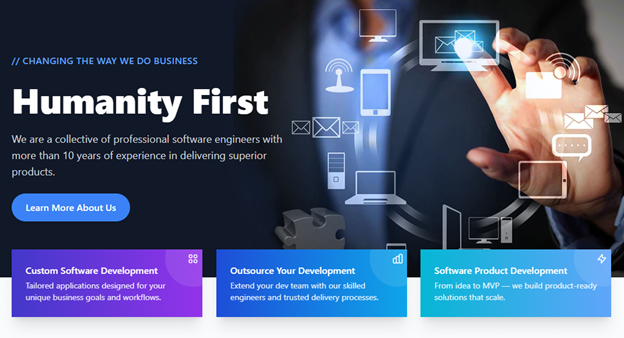 // CHANGING THE WAY WE DO BUSINESS
Humanity First
We are a collective of professional software engineers with
more than 10 years of experience in delivering superior
products.
Learn More About Us
Custom Software Development
Tailored applications designed for your
unique business goals and workflows.
Outsource Your Development
Extend your dev team with our skilled
engineers and trusted delivery processes.
Software Product Development
From idea to MVP — we build product-ready
solutions that scale.